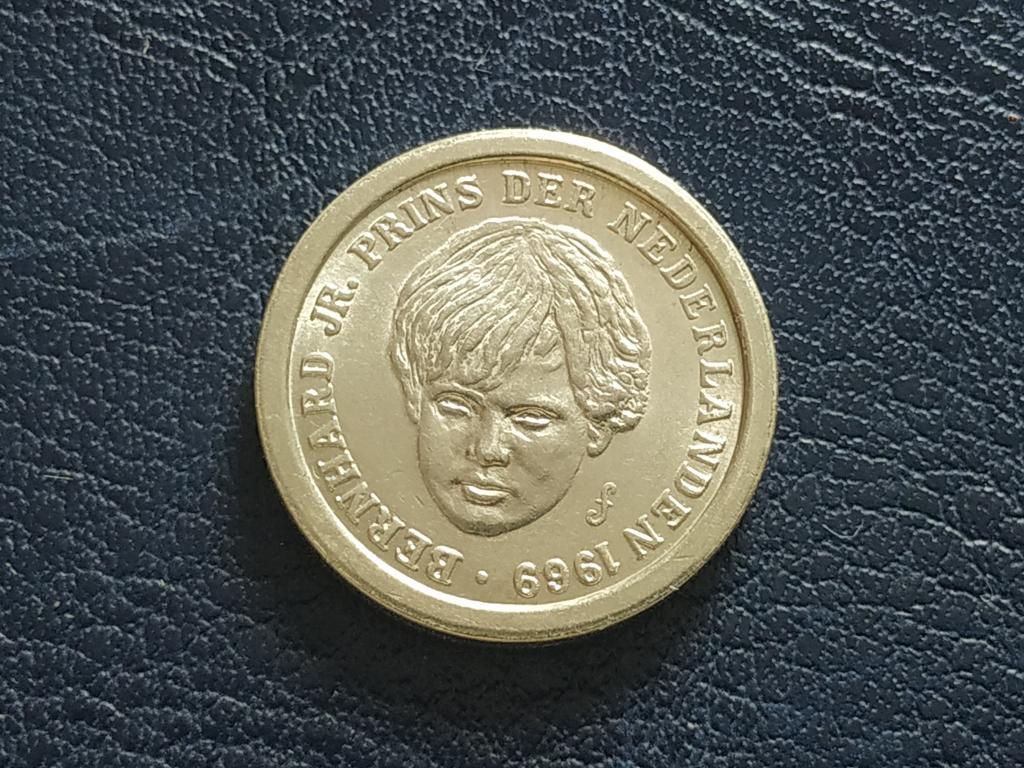 BERNHARD JR. PRINS DER NEDERLANDEN 1969 ·